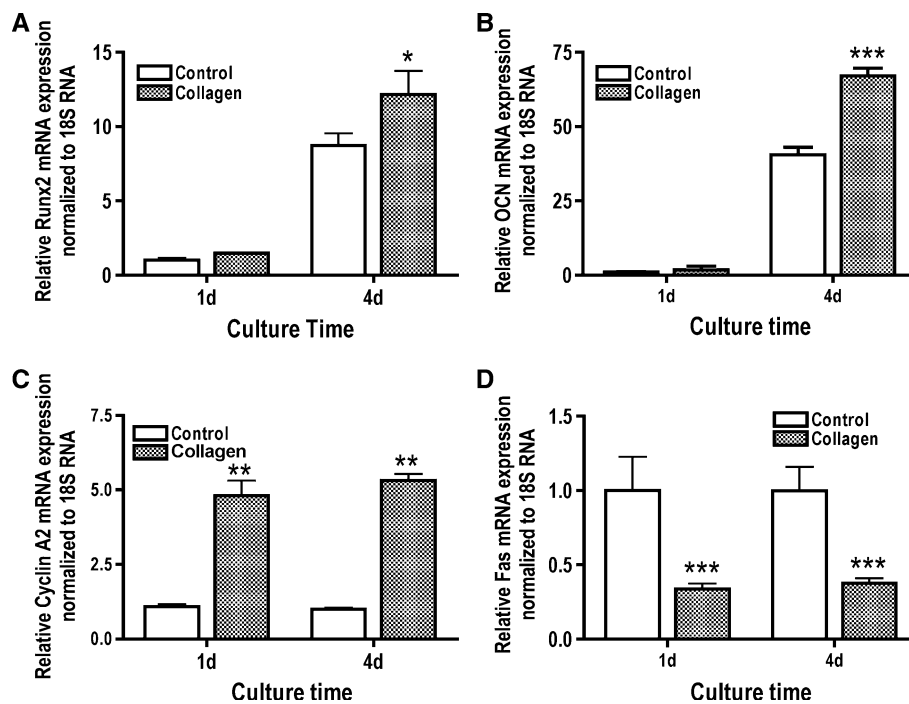 A
Relative Runx2 mRNA expression
normalized to 18S RNA
15
10
5
0
Control
Collagen
*
1d
4d
Culture Time
B
Relative OCN mRNA expression
normalized to 18S RNA
75
50
25
0
Control
Collagen
***
1d
4d
Culture time
C
Relative Cyclin A2 mRNA expression
normalized to 18S RNA
7.5
5.0
2.5
0.0
Control
Collagen
**
**
1d
4d
Culture time
D
Relative Fas mRNA expression
normalized to 18S RNA
1.5
1.0
0.5
0.0
Control
Collagen
***
***
1d
4d
Culture time